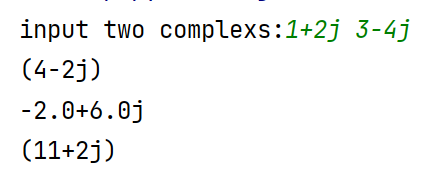 input two complexs:1+2j 3-4j
(4-2j)
-2.0+6.0j
(11+2j)